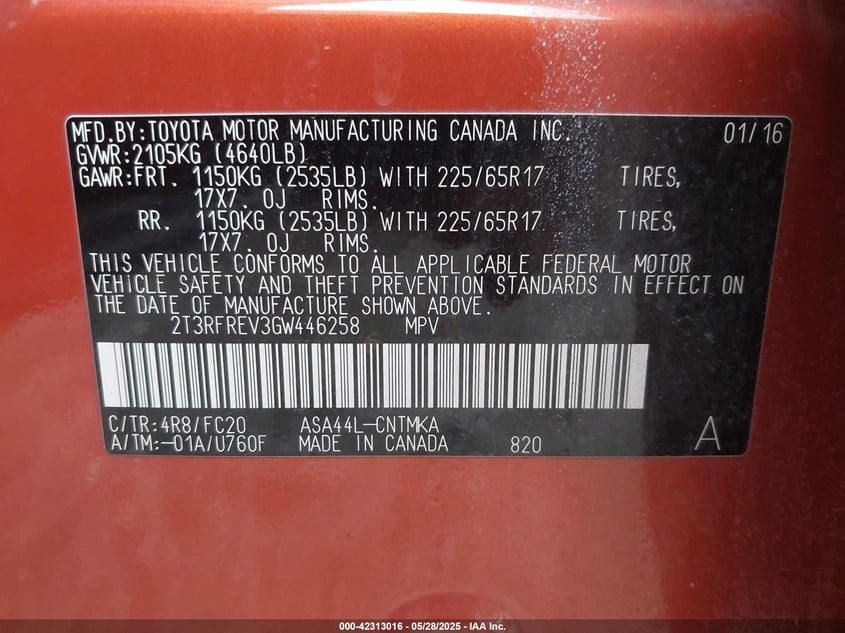 MFD.BY:TOYOTA MOTOR MANUFACTURING CANADA INC. 01/16
GVWR:2105KG (4640LB)
GAWR:FRT. 1150KG (2535LB) WITH 225/65R17 TIRES,
17X7. OJ RIMS.
RR. 1150KG (2535LB) WITH 225/65R17 TIRES,
17X7. OJ RIMS.
THIS VEHICLE CONFORMS TO ALL APPLICABLE FEDERAL MOTOR
VEHICLE SAFETY AND THEFT PREVENTION STANDARDS IN EFFECT ON
THE DATE OF MANUFACTURE SHOWN ABOVE.
2T3RFREV3GW446258 MPV
C/TR:4R8/FC20 ASA44L-CNTMKA
A/TM:-01A/U760F MADE IN CANADA 820 A
000-42313016 - 05/28/2025 - IAA Inc.